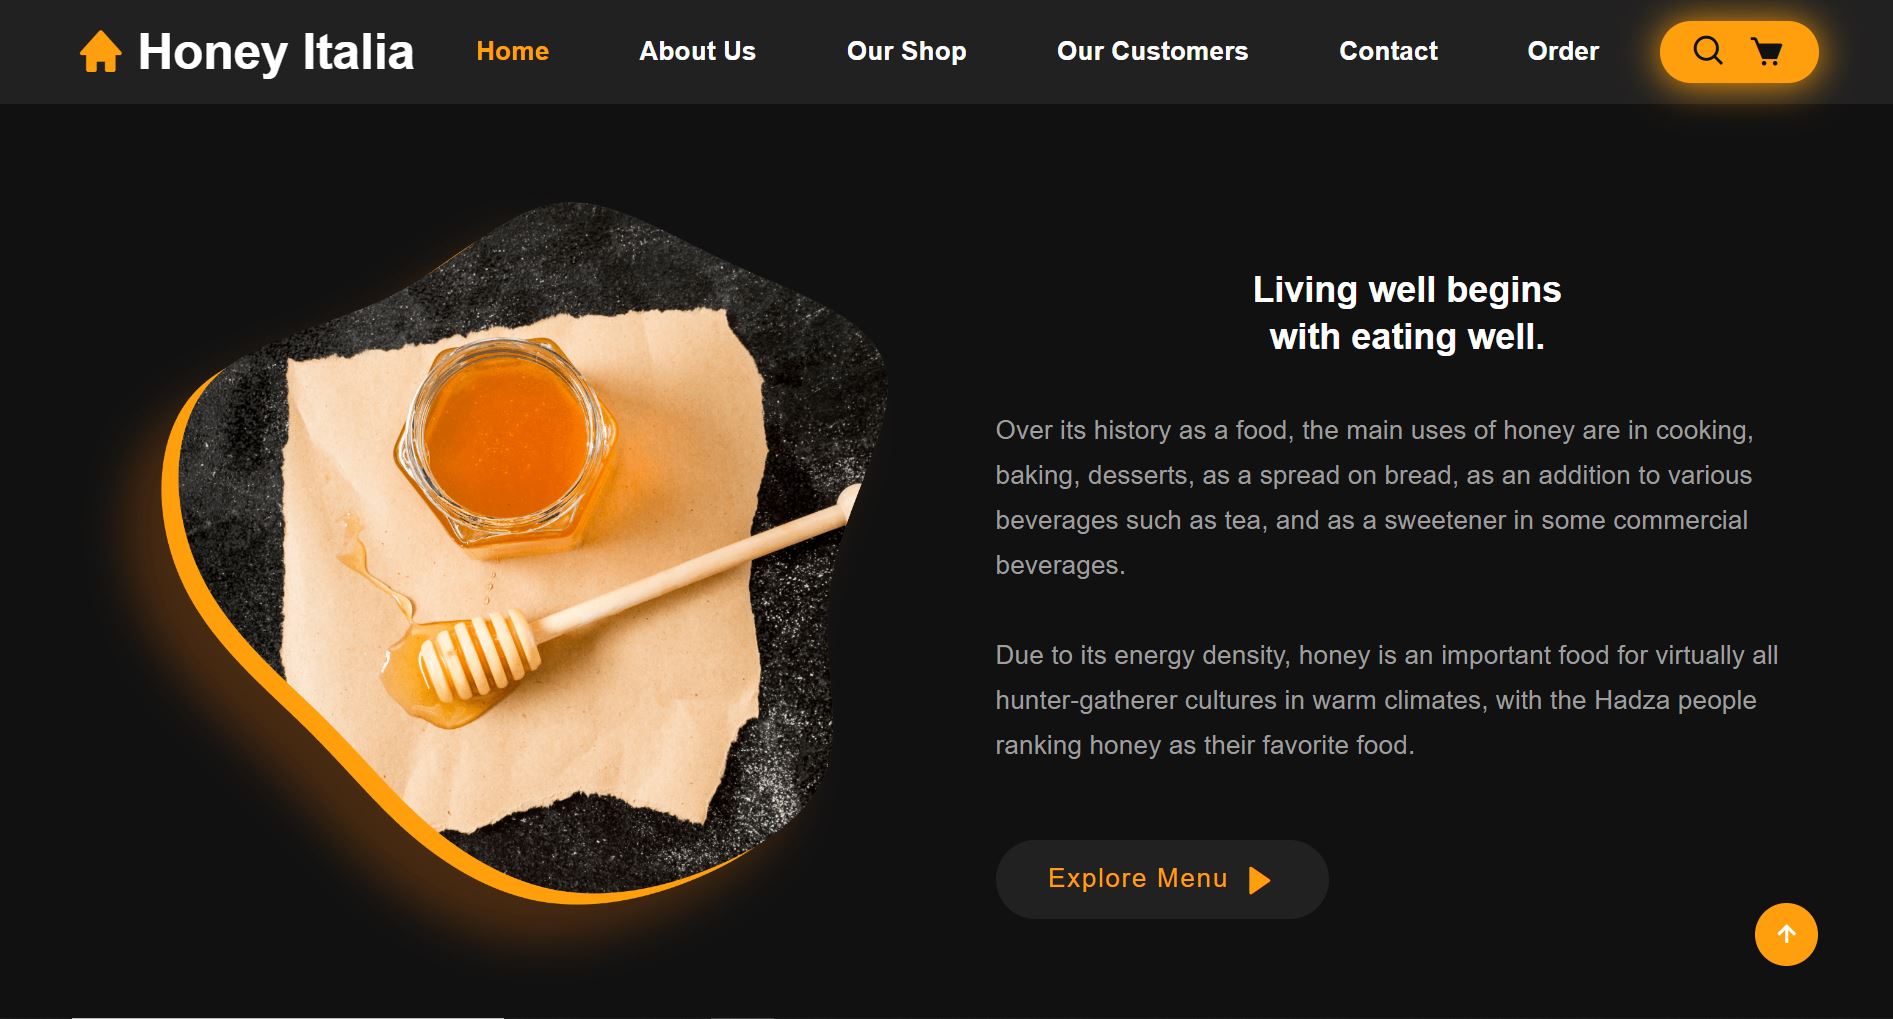 Honey Italia
Home
About Us
Our Shop
Our Customers
Contact
Order
Living well begins
with eating well.
Over its history as a food, the main uses of honey are in cooking,
baking, desserts, as a spread on bread, as an addition to various
beverages such as tea, and as a sweetener in some commercial
beverages.
Due to its energy density, honey is an important food for virtually all
hunter-gatherer cultures in warm climates, with the Hadza people
ranking honey as their favorite food.
Explore Menu